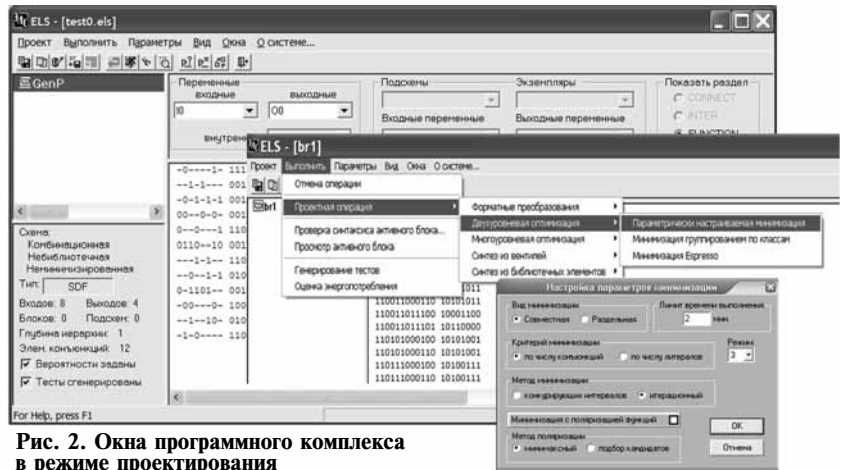 ELS - [test0.els]
Проект Выполнить Параметры Вид Окна О системе...
GenP
Переменные
входные выходные
I0 O0
Подсхемы
Экземпляры
Входные переменные Выходные переменные
Показать раздел
CONNECT
INTER
FUNCTION
-0----1- 111
--1-1--- 001
-0-1-1-1 001
00--0-0- 001
0--0---1 110
0110--10 001
---1-1-- 110
--0--1-1 010
0-1101-- 001
-00---0- 100
--1--10- 010
-1-0---- 110
Схема:
Комбинационная
Небиблиотечная
Неминимизированная
Тип: SDF
Входов: 8 Выходов: 4
Блоков: 0 Подсхем: 0
Глубина иерархии: 1
Элем. конъюнкций: 12
Вероятности заданы
Тесты сгенерированы
For Help, press F1
ELS - [br1]
Проект Выполнить Параметры Вид Окна О системе...
br1
Отмена операции
Проектная операция
Проверка синтаксиса активного блока...
Просмотр активного блока
Генерирование тестов
Оценка энергопотребления
Форматные преобразования
Двухуровневая оптимизация
Многоуровневая оптимизация
Синтез из вентилей
Синтез из библиотечных элементов
Параметрически настраиваемая минимизация
Минимизация группированием по классам
Минимизация Espresso
110011000110 10101011
110011011100 10001100
110011011101 10110000
110101000100 10101001
110101000110 10101001
110111000100 10100111
110111000110 10100111
Настройка параметров минимизации
Вид минимизации
Совместная Раздельная
Лимит времени выполнения
2 мин.
Критерий минимизации
по числу конъюнкций по числу литералов
Режим
3
Метод минимизации
конкурирующих интервалов итерационный
Минимизация с поляризацией функций
Метод поляризации
минимаксный подбор кандидатов
OK
Отмена
Рис. 2. Окна программного комплекса
в режиме проектирования